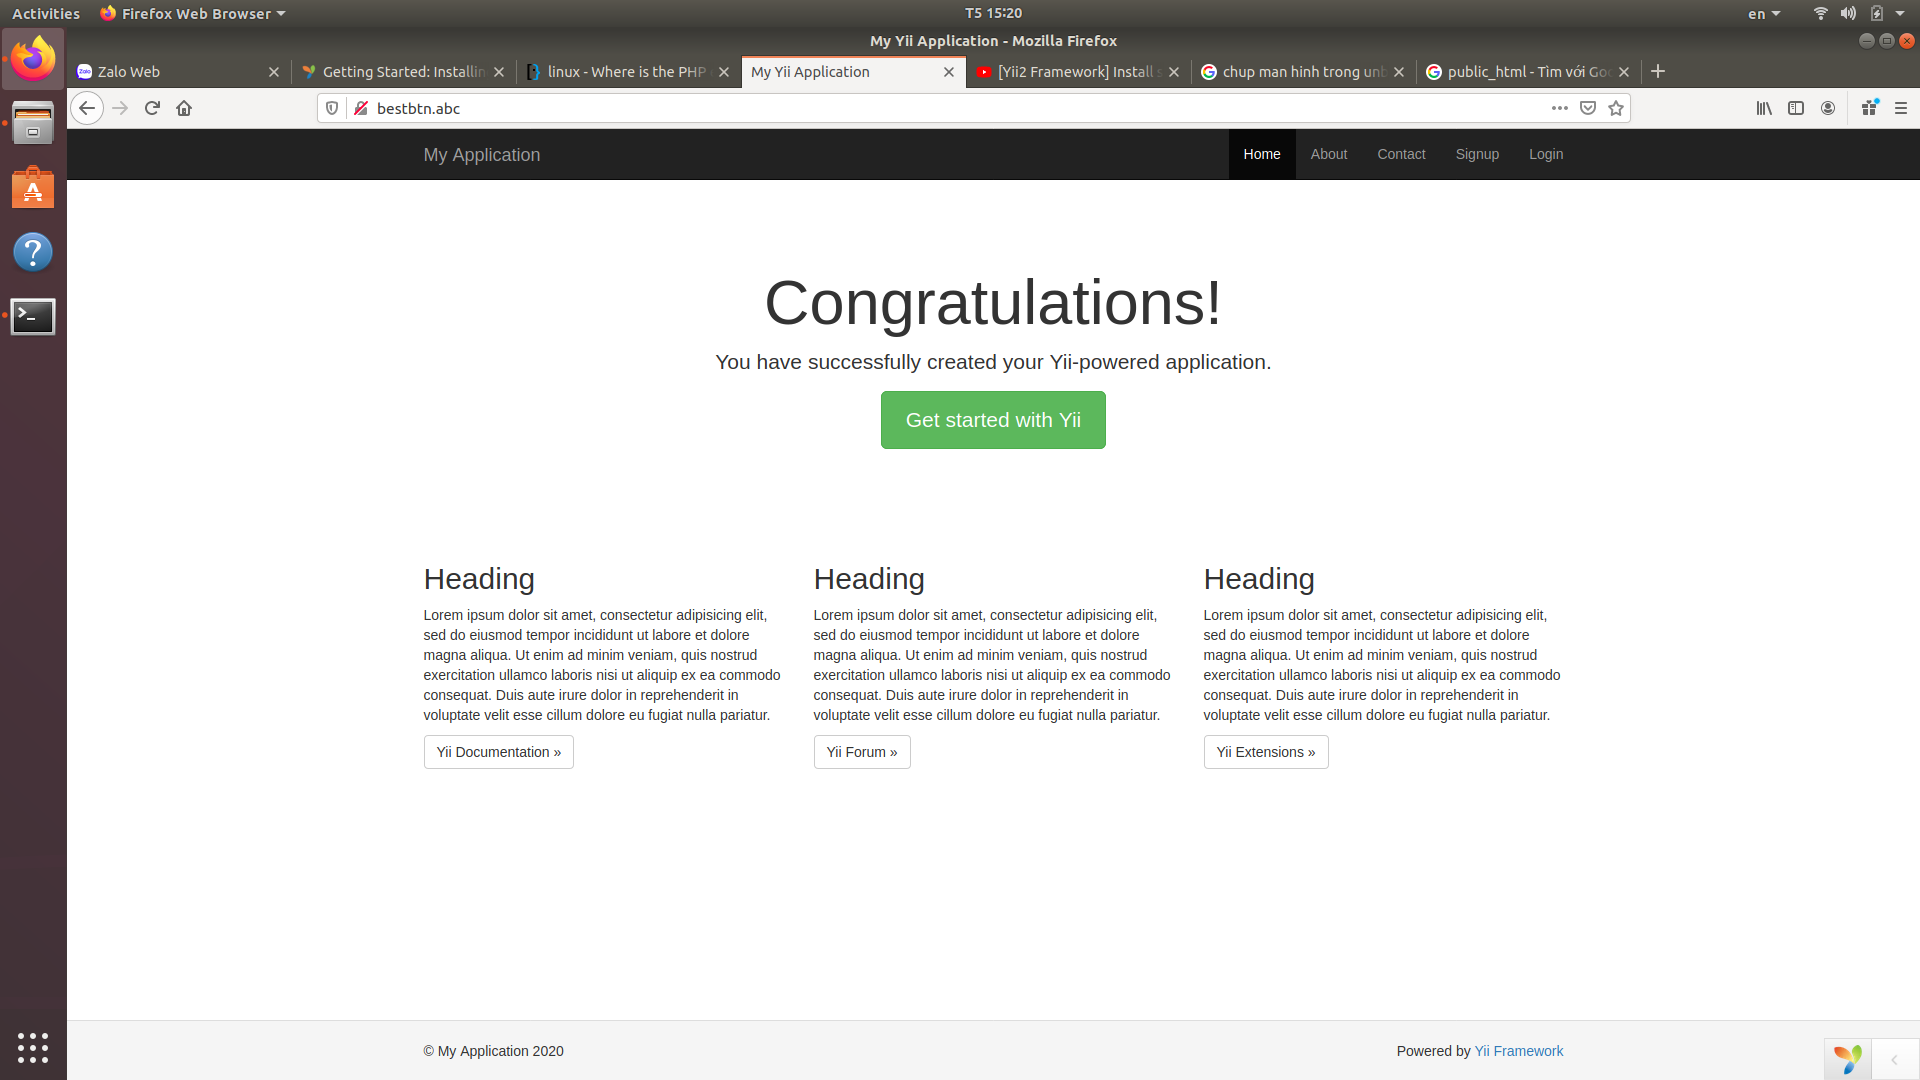 Activities
Firefox Web Browser
T5 15:20
en
My Yii Application - Mozilla Firefox
Zalo Web
Getting Started: Installin
linux - Where is the PHP
My Yii Application
[Yii2 Framework] Install s
chup man hinh trong unb
public_html - Tìm với Goo
bestbtn.abc
My Application
Home
About
Contact
Signup
Login
Congratulations!
You have successfully created your Yii-powered application.
Get started with Yii
Heading
Lorem ipsum dolor sit amet, consectetur adipisicing elit,
sed do eiusmod tempor incididunt ut labore et dolore
magna aliqua. Ut enim ad minim veniam, quis nostrud
exercitation ullamco laboris nisi ut aliquip ex ea commodo
consequat. Duis aute irure dolor in reprehenderit in
voluptate velit esse cillum dolore eu fugiat nulla pariatur.
Yii Documentation »
Heading
Lorem ipsum dolor sit amet, consectetur adipisicing elit,
sed do eiusmod tempor incididunt ut labore et dolore
magna aliqua. Ut enim ad minim veniam, quis nostrud
exercitation ullamco laboris nisi ut aliquip ex ea commodo
consequat. Duis aute irure dolor in reprehenderit in
voluptate velit esse cillum dolore eu fugiat nulla pariatur.
Yii Forum »
Heading
Lorem ipsum dolor sit amet, consectetur adipisicing elit,
sed do eiusmod tempor incididunt ut labore et dolore
magna aliqua. Ut enim ad minim veniam, quis nostrud
exercitation ullamco laboris nisi ut aliquip ex ea commodo
consequat. Duis aute irure dolor in reprehenderit in
voluptate velit esse cillum dolore eu fugiat nulla pariatur.
Yii Extensions »
© My Application 2020
Powered by Yii Framework